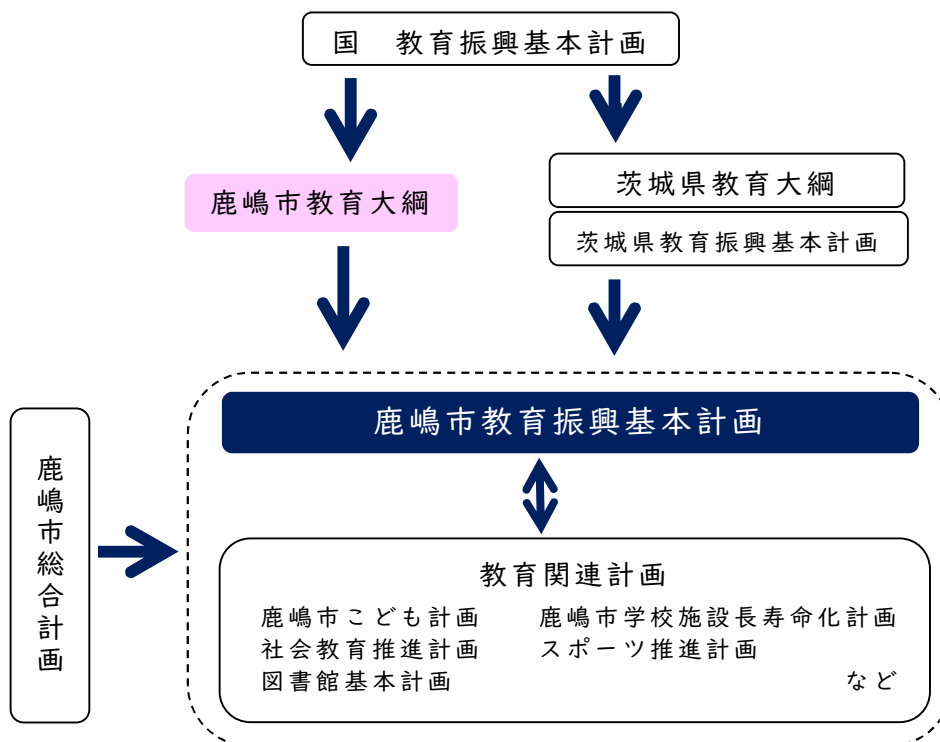 国　教育振興基本計画
鹿嶋市教育大綱
茨城県教育大綱
茨城県教育振興基本計画
鹿嶋市教育振興基本計画
鹿嶋市総合計画
教育関連計画
鹿嶋市こども計画　鹿嶋市学校施設長寿命化計画
社会教育推進計画　スポーツ推進計画
図書館基本計画　など